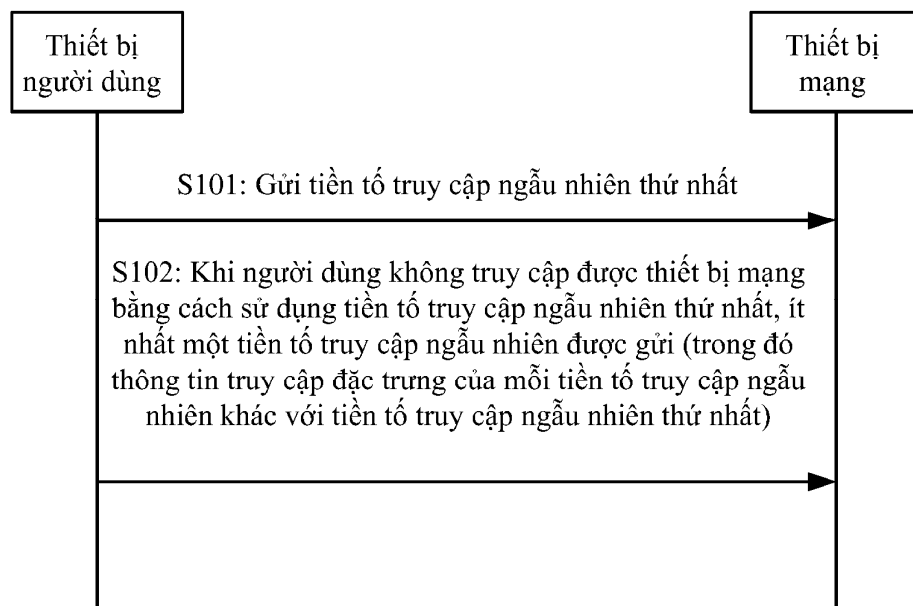 Thiết bị
người dùng
Thiết bị
mạng
S101: Gửi tiền tố truy cập ngẫu nhiên thứ nhất
S102: Khi người dùng không truy cập được thiết bị mạng
bằng cách sử dụng tiền tố truy cập ngẫu nhiên thứ nhất, ít
nhất một tiền tố truy cập ngẫu nhiên được gửi (trong đó
thông tin truy cập đặc trưng của mỗi tiền tố truy cập ngẫu
nhiên khác với tiền tố truy cập ngẫu nhiên thứ nhất)